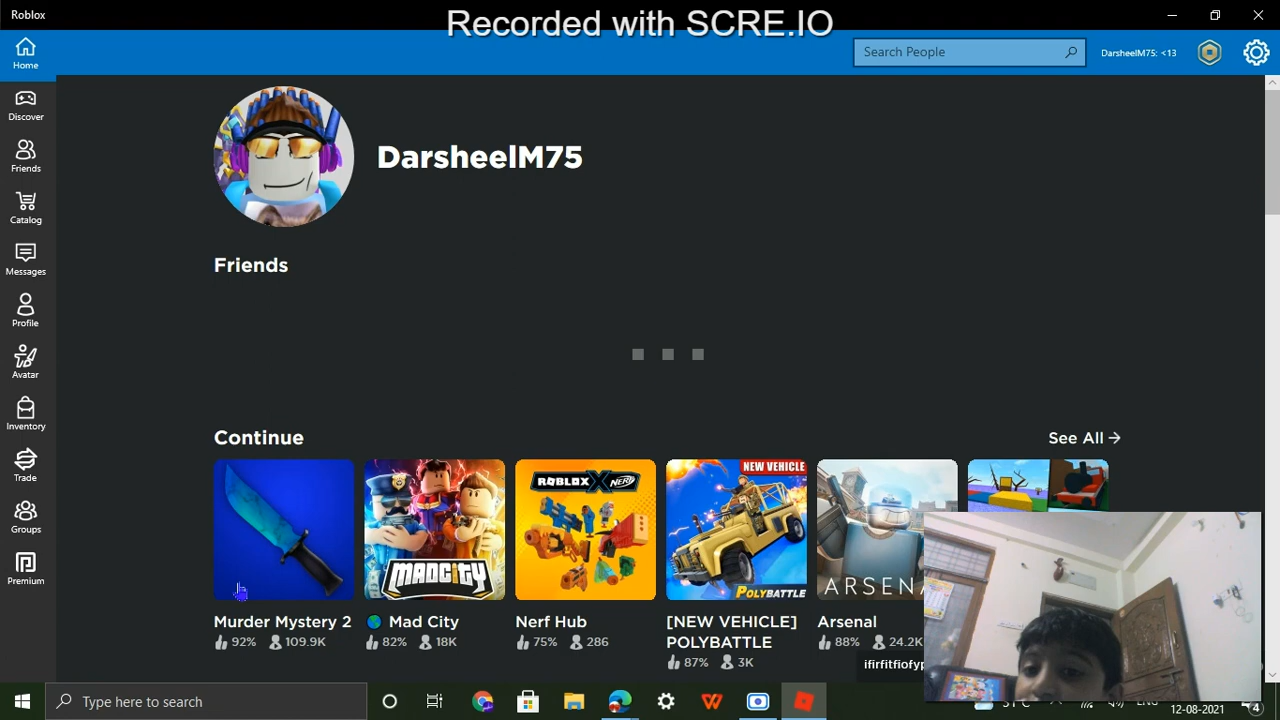 Roblox
Recorded with SCRE.IO
Home
Search People
DarsheelM75: <13
Discover
Friends
Catalog
Messages
Profile
Avatar
Inventory
Trade
Groups
Premium
DarsheelM75
Friends
Continue
See All
ROBLOX X NERF
NEW VEHICLE
MADCITY
POLYBATTLE
ARSENA
Murder Mystery 2
92% 109.9K
Mad City
82% 18K
Nerf Hub
75% 286
[NEW VEHICLE]
POLYBATTLE
87% 3K
Arsenal
88% 24.2K
Type here to search
ENG
12-08-2021
4